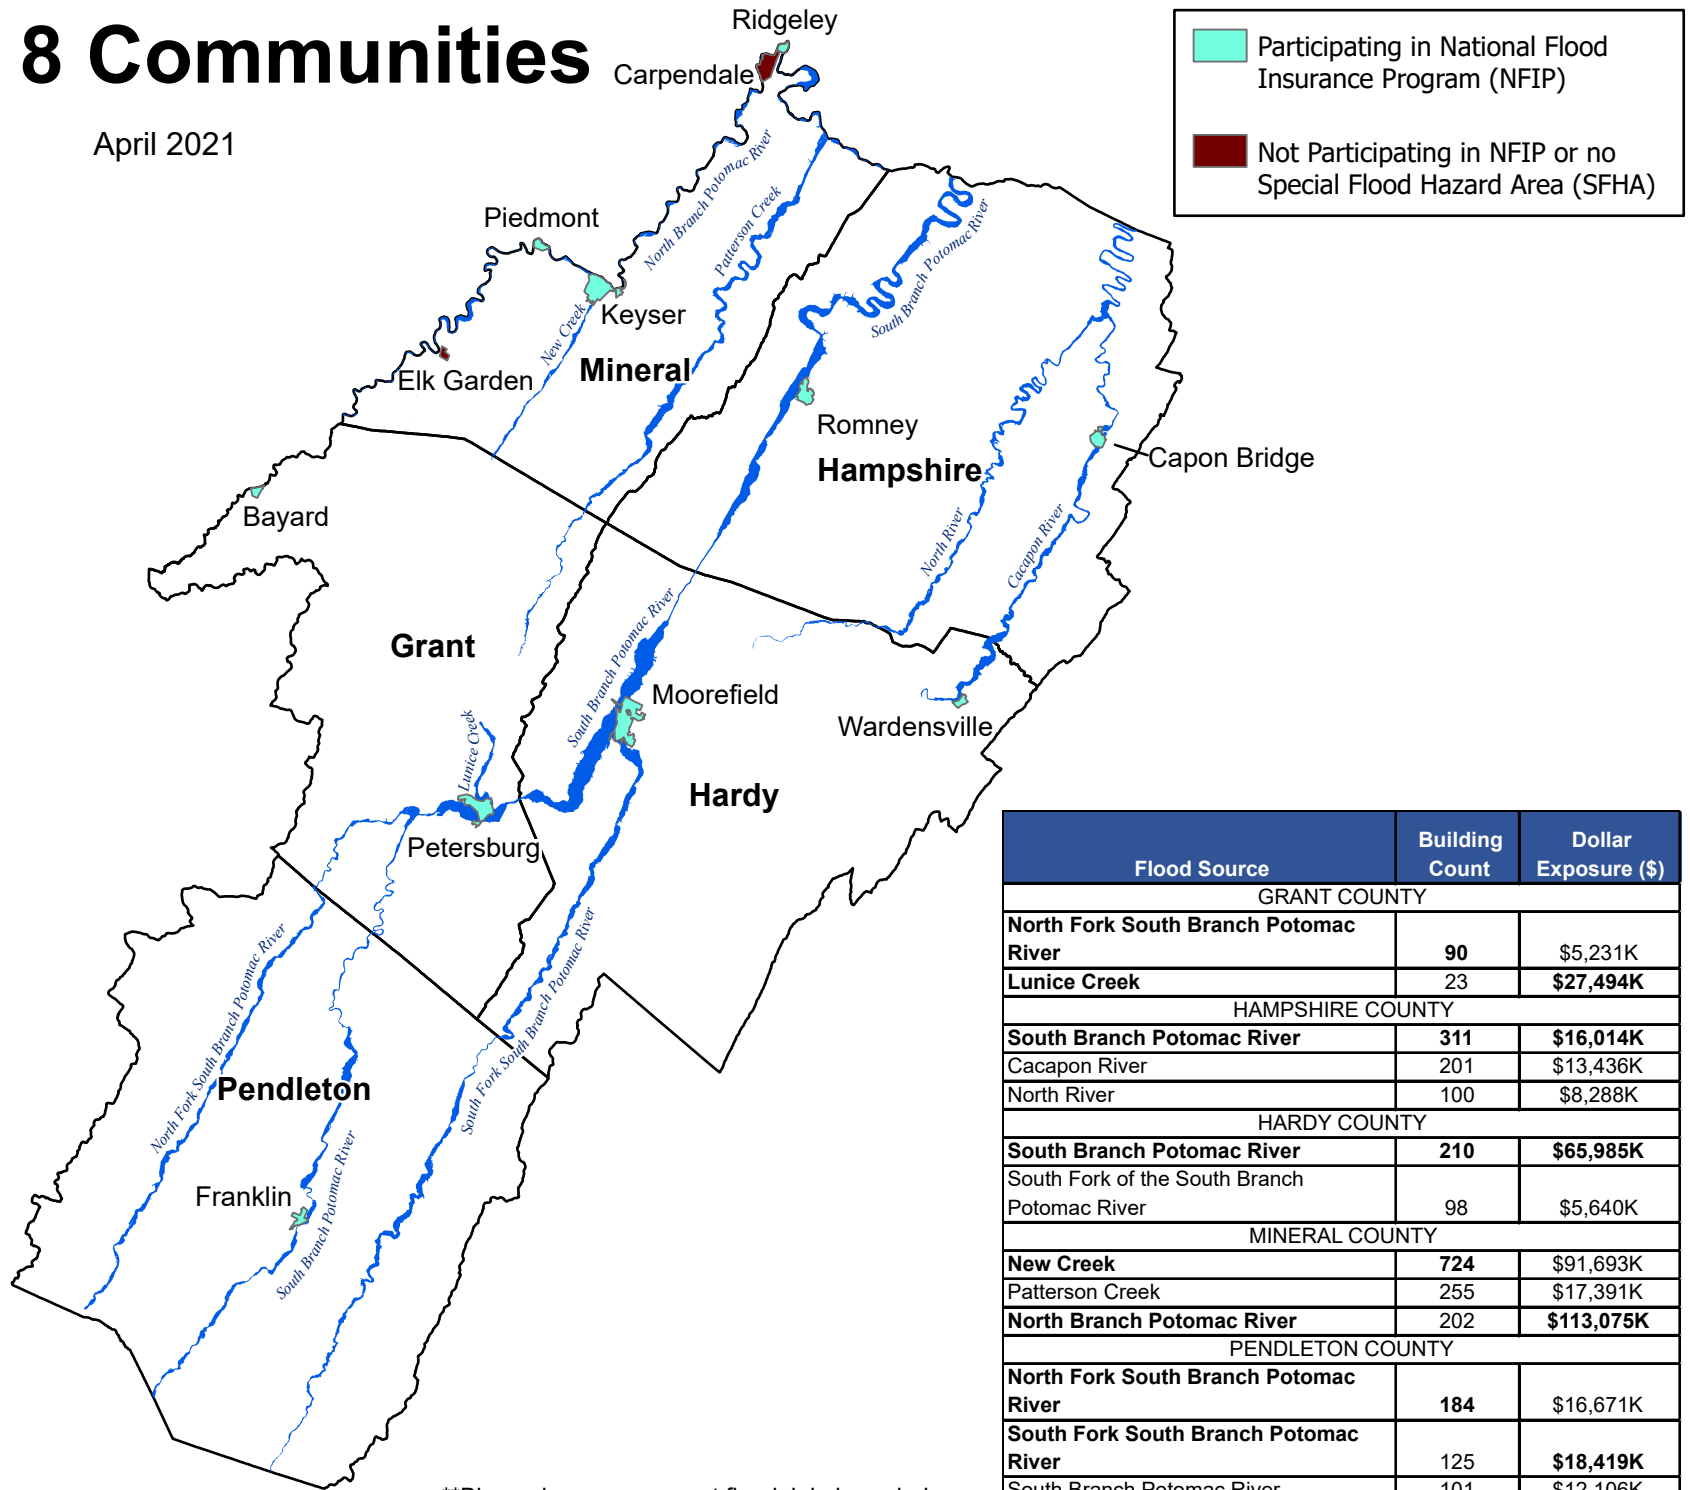 8 Communities
April 2021
Participating in National Flood
Insurance Program (NFIP)
Not Participating in NFIP or no
Special Flood Hazard Area (SFHA)
Ridgeley
Carpendale
North Branch Potomac River
Patterson Creek
Piedmont
Keyser
New Creek
Mineral
Elk Garden
South Branch Potomac River
Romney
Hampshire
Capon Bridge
North River
Cacapon River
Bayard
Grant
South Branch Potomac River
Moorefield
Wardensville
Lunice Creek
Hardy
Petersburg
North Fork South Branch Potomac River
South Fork South Branch Potomac River
Pendleton
Franklin
South Branch Potomac River
Flood Source Building Count Dollar Exposure ($)
GRANT COUNTY
North Fork South Branch Potomac
River 90 $5,231K
Lunice Creek 23 $27,494K
HAMPSHIRE COUNTY
South Branch Potomac River 311 $16,014K
Cacapon River 201 $13,436K
North River 100 $8,288K
HARDY COUNTY
South Branch Potomac River 210 $65,985K
South Fork of the South Branch
Potomac River 98 $5,640K
MINERAL COUNTY
New Creek 724 $91,693K
Patterson Creek 255 $17,391K
North Branch Potomac River 202 $113,075K
PENDLETON COUNTY
North Fork South Branch Potomac
River 184 $16,671K
South Fork South Branch Potomac
River 125 $18,419K
South Branch Potomac River 101 $12,106K